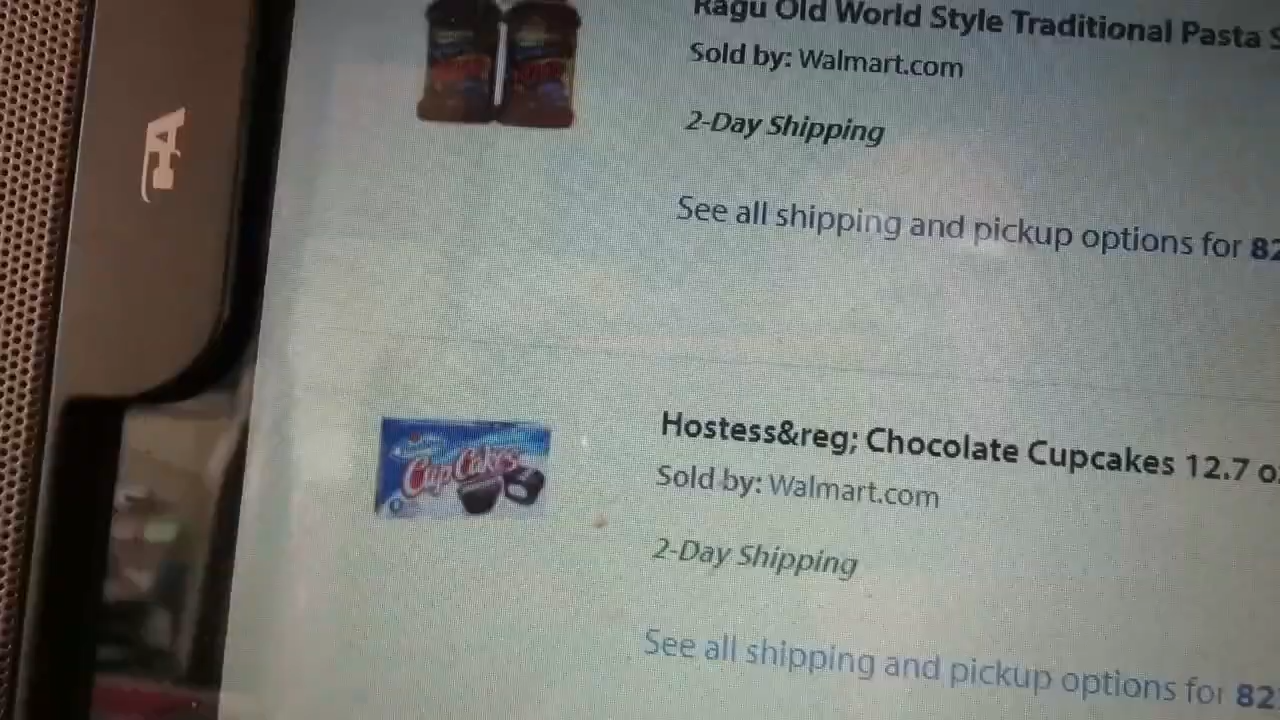 Ragu Old World Style Traditional Pasta
Sold by: Walmart.com
2-Day Shipping
See all shipping and pickup options for 82
Hostess&reg; Chocolate Cupcakes 12.7 o
Sold by: Walmart.com
2-Day Shipping
See all shipping and pickup options for 82
CupCakes